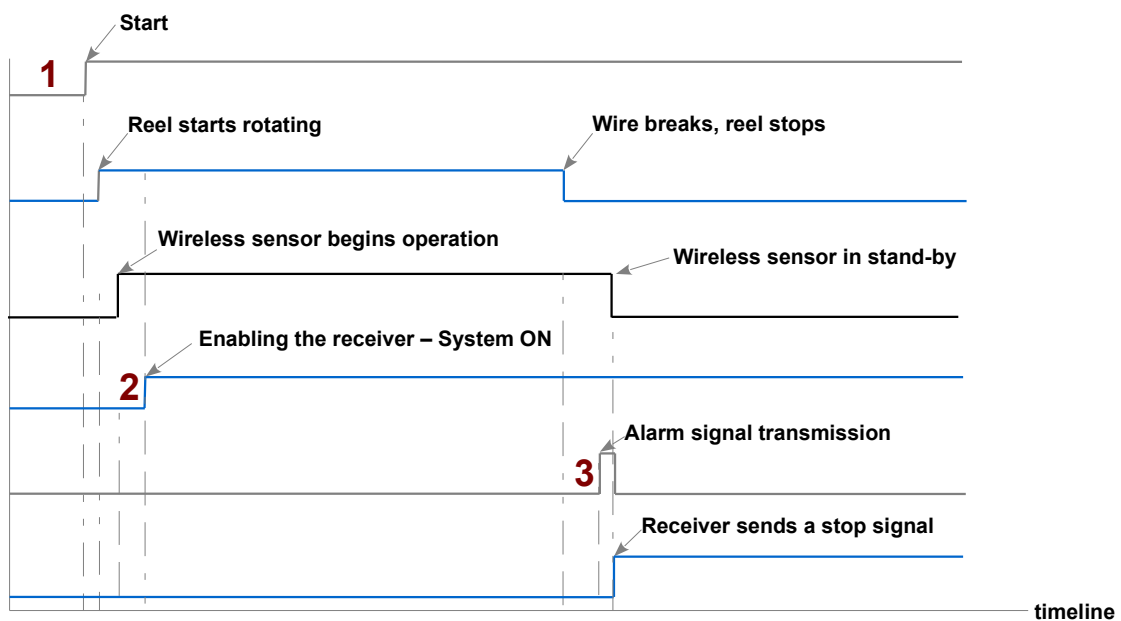 Start
1
Reel starts rotating
Wire breaks, reel stops
Wireless sensor begins operation
Wireless sensor in stand-by
Enabling the receiver – System ON
2
Alarm signal transmission
3
Receiver sends a stop signal
timeline